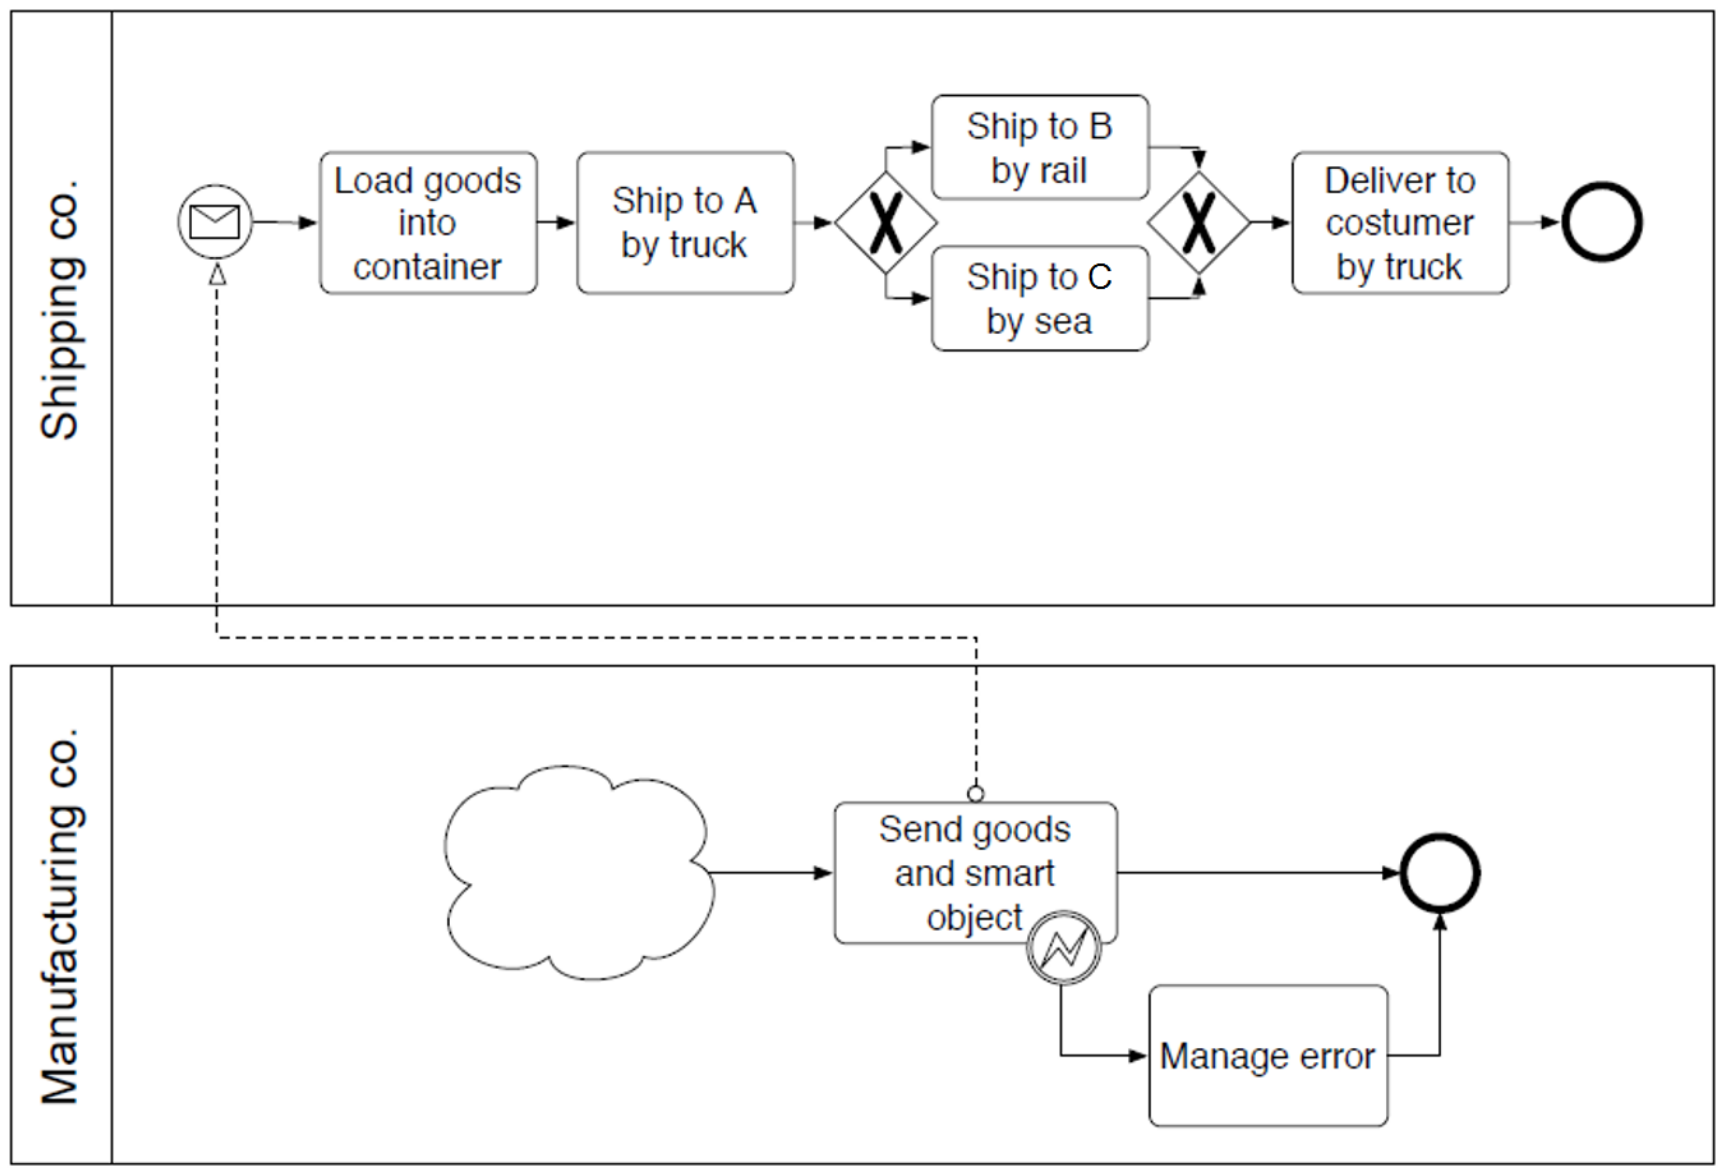 Shipping co.
Load goods
into
container
Ship to A
by truck
Ship to B
by rail
Ship to C
by sea
Deliver to
costumer
by truck
Manufacturing co.
Send goods
and smart
object
Manage error